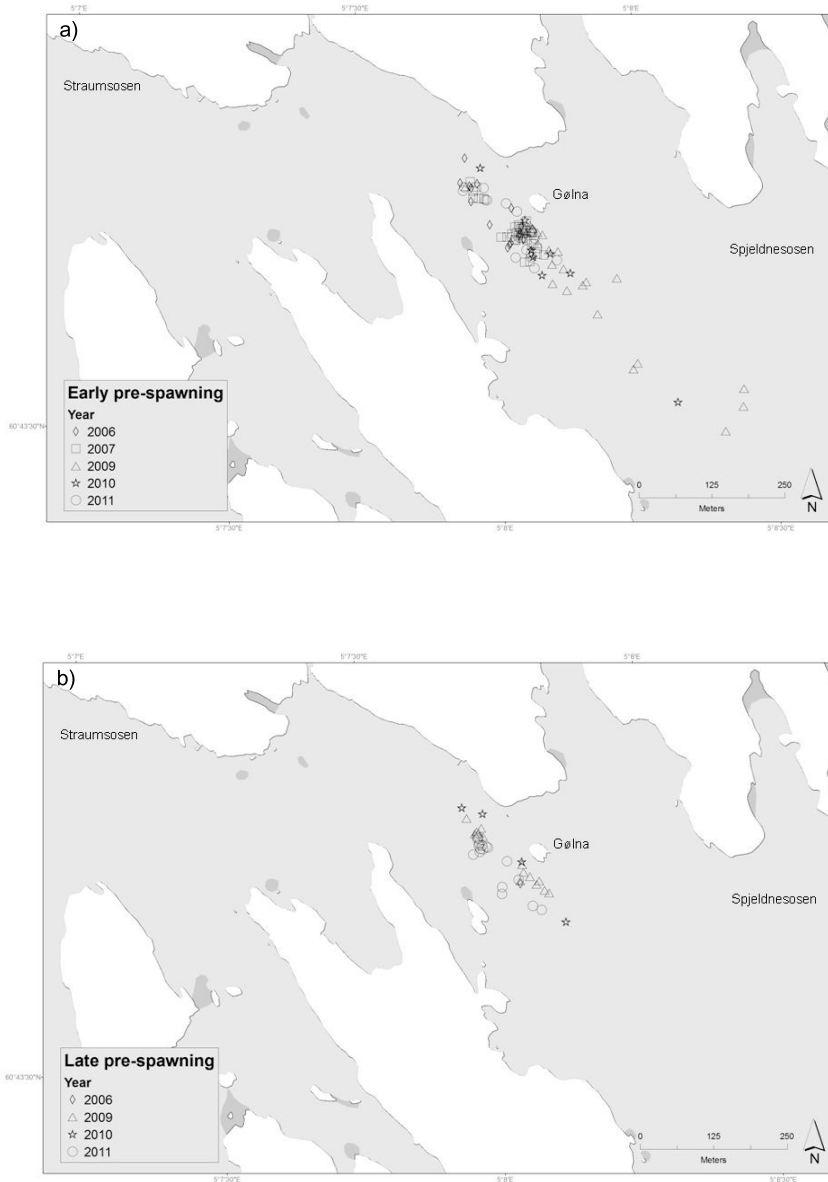 5°7'E 5°7'30"E 5°8'E
a)
Straumsosen
Gølna
Spjeldnesosen
Early pre-spawning
Year
2006
2007
2009
2010
2011
60°43'30"N
0 125 250
Meters
N
5°7'30"E 5°8'E 5°8'30"E
5°7'E 5°7'30"E 5°8'E
b)
Straumsosen
Gølna
Spjeldnesosen
Late pre-spawning
Year
2006
2009
2010
2011
60°43'30"N
0 125 250
Meters
N
5°7'30"E 5°8'E 5°8'30"E